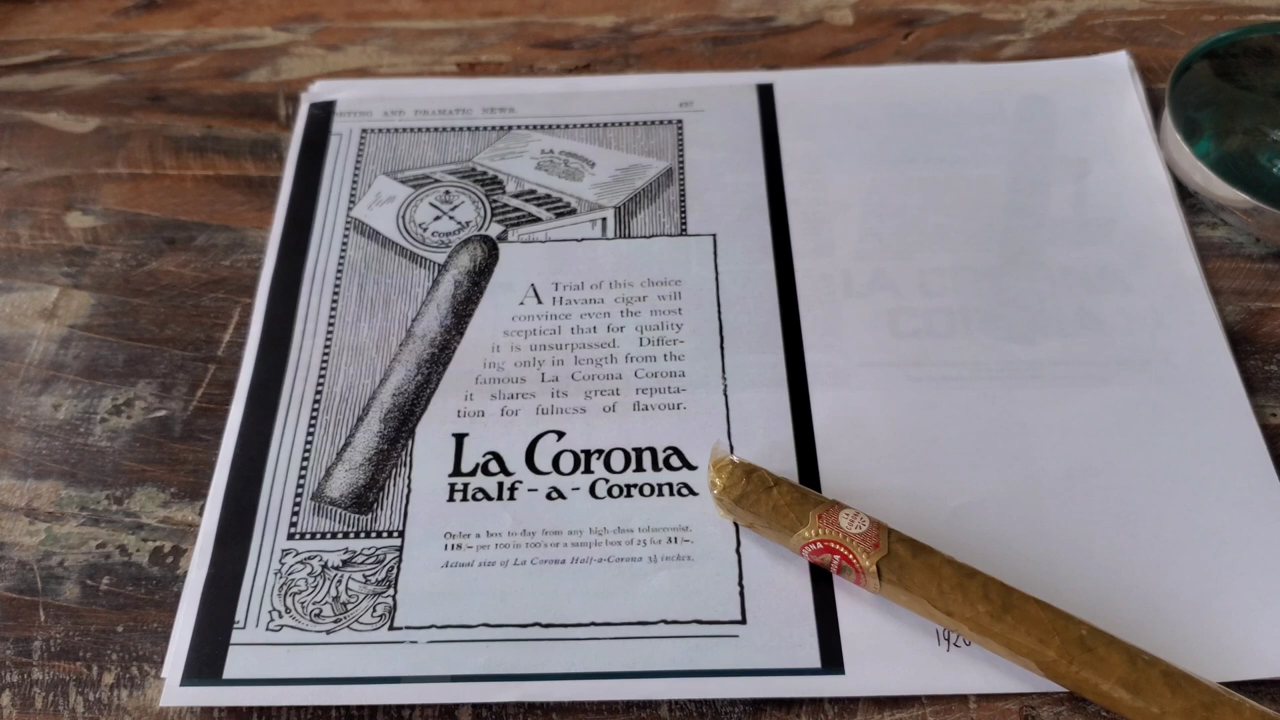 AND DRAMATIC NEWS.
LA CORONA
LA CORONA
A Trial of this choice
Havana cigar will
convince even the most
sceptical that for quality
it is unsurpassed. Differ-
ing only in length from the
famous La Corona Corona
it shares its great reputa-
tion for fulness of flavour.
La Corona
Half-a-Corona
Order a box to-day from any high-class tobacconist.
118/- per 100 in 100's or a sample box of 25 for 31/-.
Actual size of La Corona Half-a-Corona 3¾ inches.
LA
CORONA